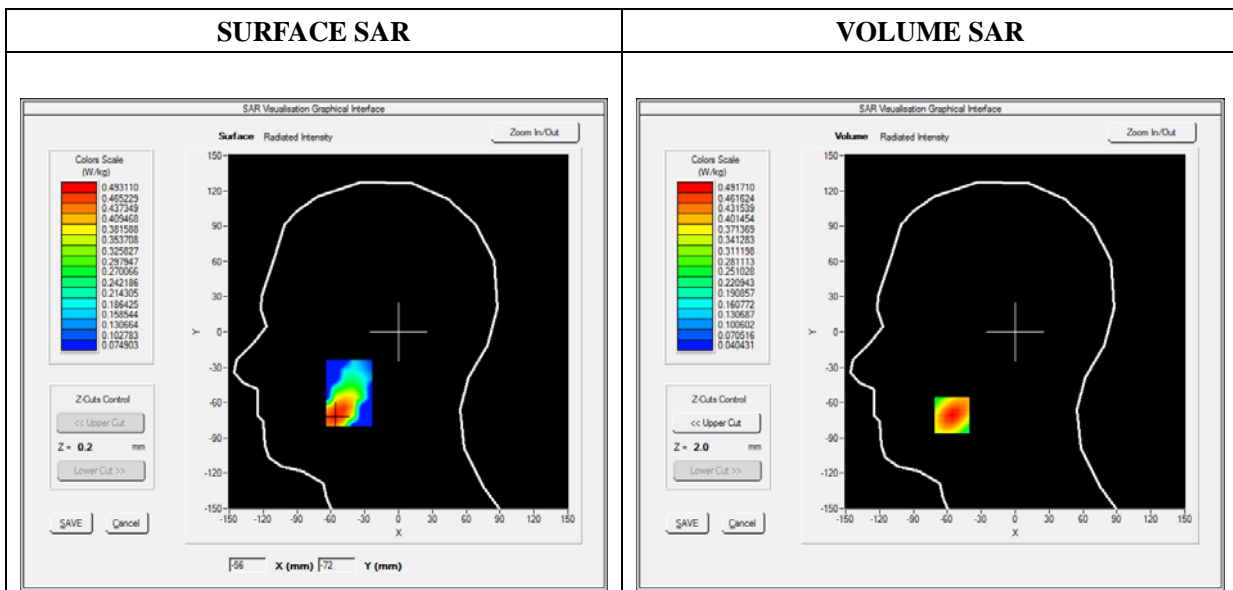 SURFACE SAR
VOLUME SAR
SAR Visualisation Graphical Interface
Surface Radiated Intensity
Zoom In/Out
Colors Scale
(W/kg)
0.493110
0.465229
0.437349
0.409468
0.381588
0.353708
0.325827
0.297947
0.270066
0.242186
0.214305
0.186425
0.158544
0.130664
0.102783
0.074903
Z-Cuts Control
<< Upper Cut
Z = 0.2 mm
Lower Cut >>
SAVE Cancel
150
120
90
60
30
0
-30
-60
-90
-120
-150
Y
-150 -120 -90 -60 -30 0 30 60 90 120 150
X
-56 X (mm) -72 Y (mm)
SAR Visualisation Graphical Interface
Volume Radiated Intensity
Zoom In/Out
Colors Scale
(W/kg)
0.491710
0.461624
0.431539
0.401454
0.371369
0.341283
0.311198
0.281113
0.251028
0.220943
0.190857
0.160772
0.130687
0.100602
0.070516
0.040431
Z-Cuts Control
<< Upper Cut
Z = 2.0 mm
Lower Cut >>
SAVE Cancel
150
120
90
60
30
0
-30
-60
-90
-120
-150
Y
-150 -120 -90 -60 -30 0 30 60 90 120 150
X